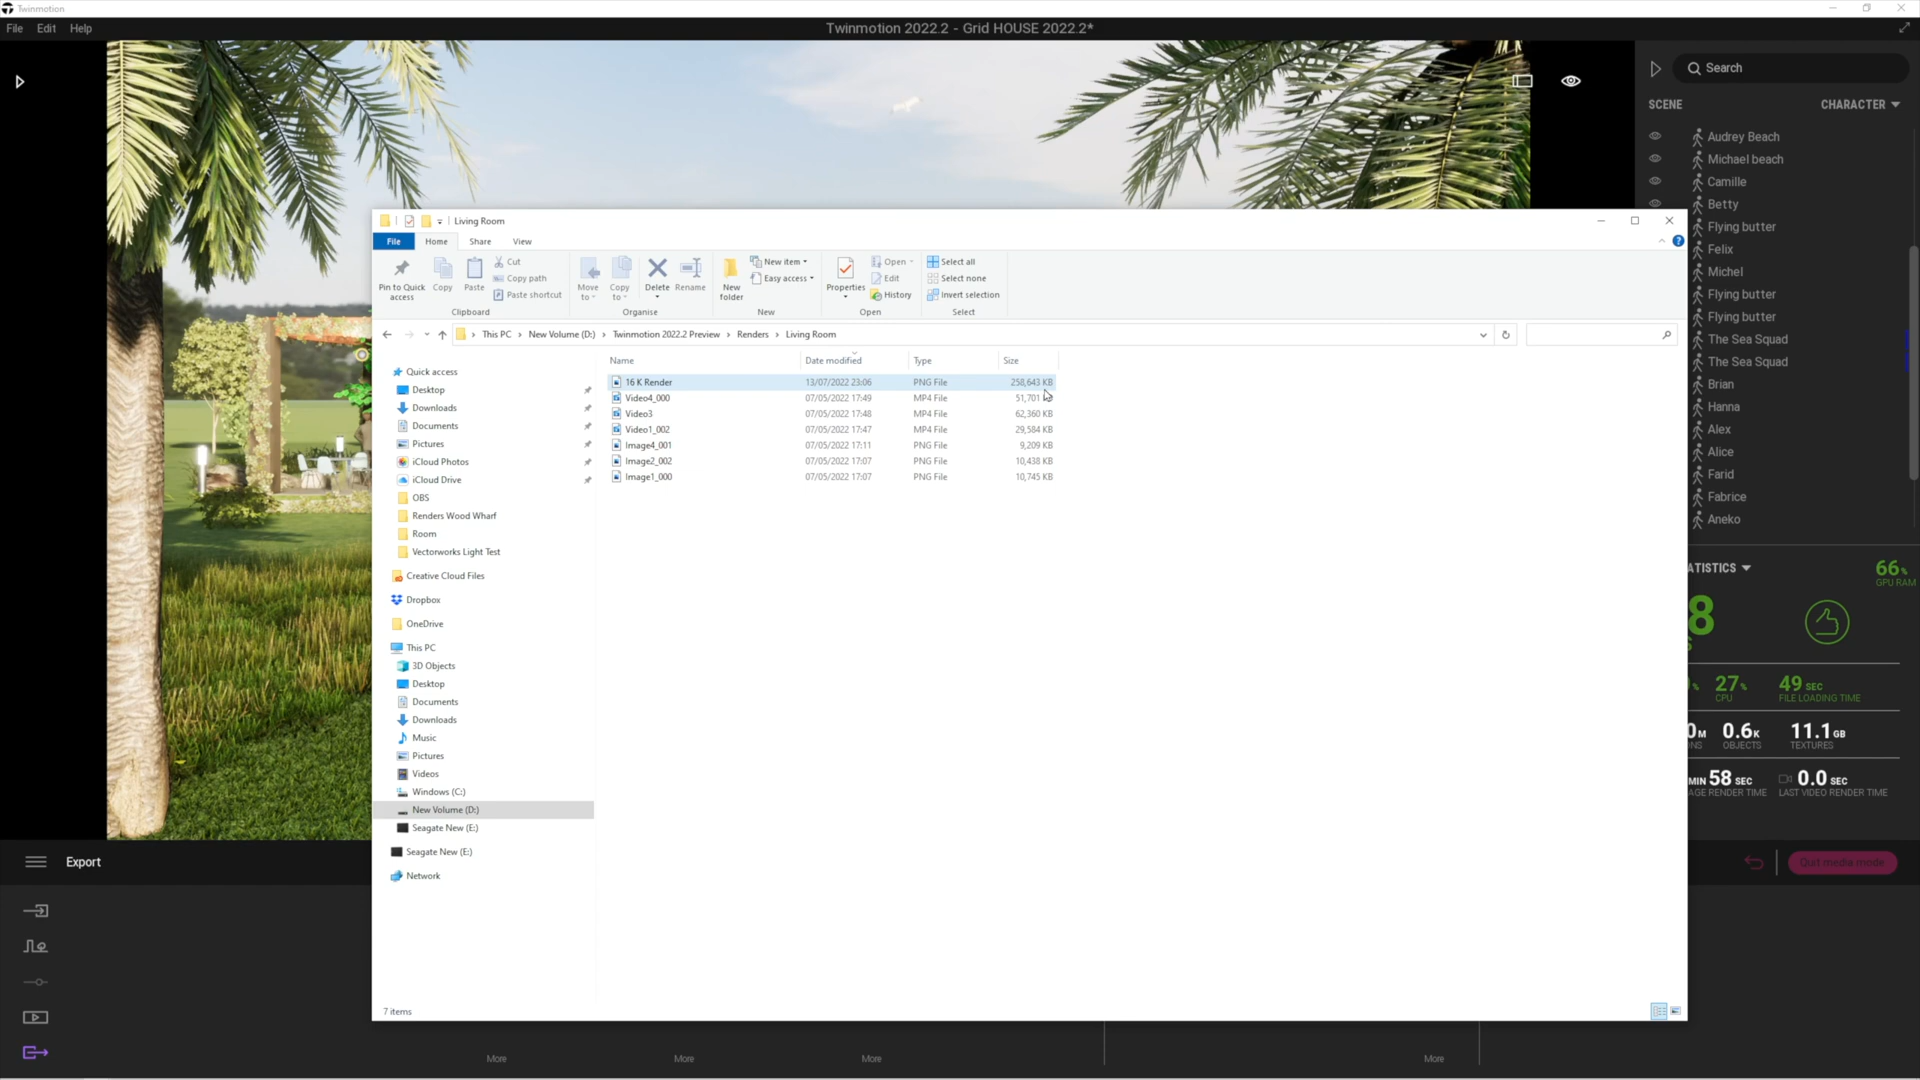 Twinmotion
File Edit Help
Twinmotion 2022.2 - Grid HOUSE 2022.2*
Search
SCENE CHARACTER
Audrey Beach
Michael beach
Camille
Betty
Flying butter
Felix
Michel
Flying butter
Flying butter
The Sea Squad
The Sea Squad
Brian
Hanna
Alex
Alice
Farid
Fabrice
Aneko
ATISTICS
66%
GPU RAM
8
S
% 27% 49 SEC
CPU FILE LOADING TIME
0M 0.6K 11.1GB
NS OBJECTS TEXTURES
MIN 58 SEC 0.0 SEC
AGE RENDER TIME LAST VIDEO RENDER TIME
Living Room
File Home Share View
Pin to Quick access
Copy
Paste
Cut
Copy path
Paste shortcut
Clipboard
Move to
Copy to
Delete
Rename
Organise
New folder
New item
Easy access
New
Properties
Open
Edit
History
Open
Select all
Select none
Invert selection
Select
This PC > New Volume (D:) > Twinmotion 2022.2 Preview > Renders > Living Room
Quick access
Desktop
Downloads
Documents
Pictures
iCloud Photos
iCloud Drive
OBS
Renders Wood Wharf
Room
Vectorworks Light Test
Creative Cloud Files
Dropbox
OneDrive
This PC
3D Objects
Desktop
Documents
Downloads
Music
Pictures
Videos
Windows (C:)
New Volume (D:)
Seagate New (E:)
Seagate New (E:)
Network
Name Date modified Type Size
16 K Render 13/07/2022 23:06 PNG File 258,643 KB
Video4_000 07/05/2022 17:49 MP4 File 51,701
Video3 07/05/2022 17:48 MP4 File 62,360 KB
Video1_002 07/05/2022 17:47 MP4 File 29,584 KB
Image4_001 07/05/2022 17:11 PNG File 9,209 KB
Image2_002 07/05/2022 17:07 PNG File 10,438 KB
Image1_000 07/05/2022 17:07 PNG File 10,745 KB
7 items
Export
Quit media mode
More More More More